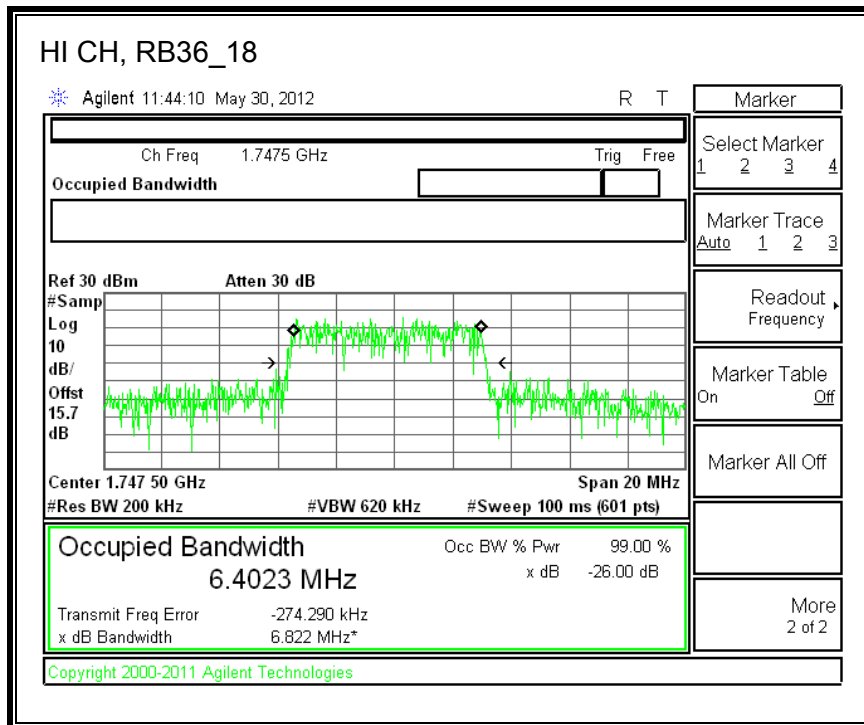 HI CH, RB36_18
Agilent 11:44:10 May 30, 2012 R T
Ch Freq 1.7475 GHz Trig Free
Occupied Bandwidth
Ref 30 dBm Atten 30 dB
#Samp
Log
10
dB/
Offst
15.7
dB
Center 1.747 50 GHz Span 20 MHz
#Res BW 200 kHz #VBW 620 kHz #Sweep 100 ms (601 pts)
Occupied Bandwidth Occ BW % Pwr 99.00 %
6.4023 MHz x dB -26.00 dB
Transmit Freq Error -274.290 kHz
x dB Bandwidth 6.822 MHz*
Copyright 2000-2011 Agilent Technologies
Marker
Select Marker
1 2 3 4
Marker Trace
Auto 1 2 3
Readout
Frequency
Marker Table
On Off
Marker All Off
More
2 of 2